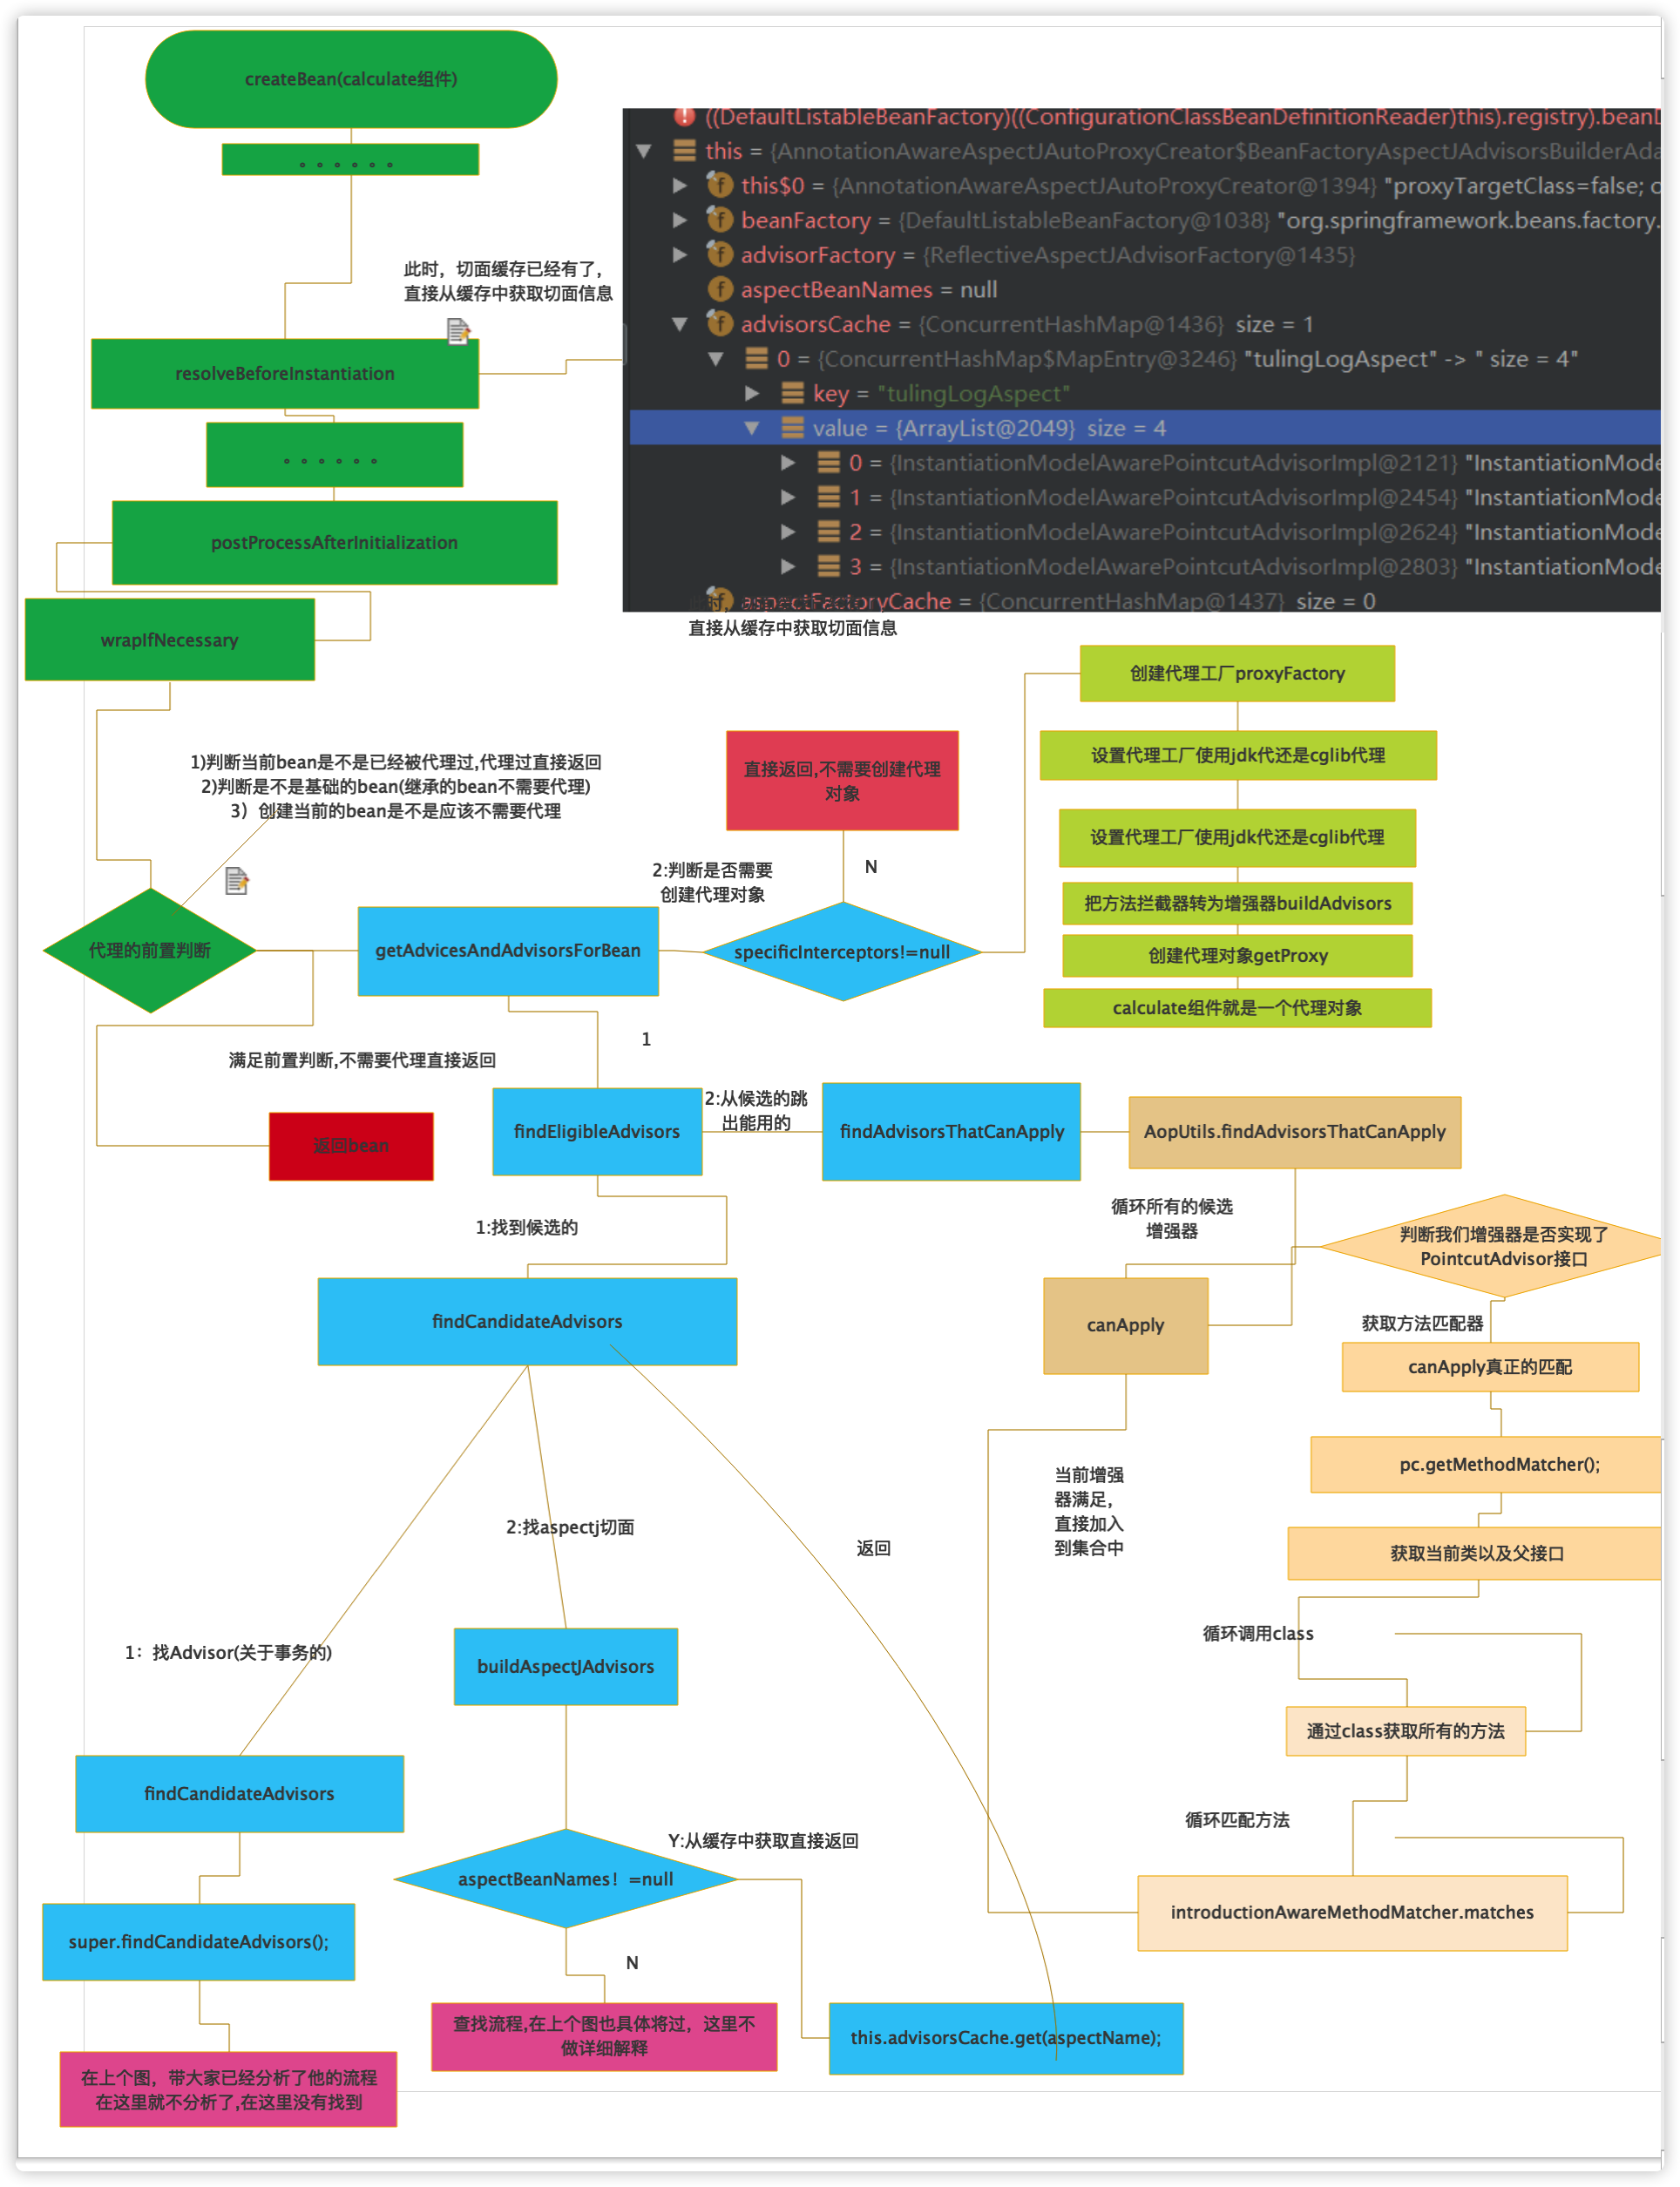 createBean(calculate组件)
。。。。。。
此时，切面缓存已经有了，
直接从缓存中获取切面信息
resolveBeforeInstantiation
。。。。。。
postProcessAfterInitialization
wrapIfNecessary
((DefaultListableBeanFactory)((ConfigurationClassBeanDefinitionReader)this).registry).beanD
this = {AnnotationAwareAspectJAutoProxyCreator$BeanFactoryAspectJAdvisorsBuilderAda
this$0 = {AnnotationAwareAspectJAutoProxyCreator@1394} "proxyTargetClass=false; o
beanFactory = {DefaultListableBeanFactory@1038} "org.springframework.beans.factory.
advisorFactory = {ReflectiveAspectJAdvisorFactory@1435}
aspectBeanNames = null
advisorsCache = {ConcurrentHashMap@1436} size = 1
0 = {ConcurrentHashMap$MapEntry@3246} "tulingLogAspect" -> " size = 4"
key = "tulingLogAspect"
value = {ArrayList@2049} size = 4
0 = {InstantiationModelAwarePointcutAdvisorImpl@2121} "InstantiationMode
1 = {InstantiationModelAwarePointcutAdvisorImpl@2454} "InstantiationMode
2 = {InstantiationModelAwarePointcutAdvisorImpl@2624} "InstantiationMode
3 = {InstantiationModelAwarePointcutAdvisorImpl@2803} "InstantiationMode
aspectFactoryCache = {ConcurrentHashMap@1437} size = 0
直接从缓存中获取切面信息
1)判断当前bean是不是已经被代理过,代理过直接返回
2)判断是不是基础的bean(继承的bean不需要代理)
3）创建当前的bean是不是应该不需要代理
代理的前置判断
getAdvicesAndAdvisorsForBean
2:判断是否需要
创建代理对象
直接返回,不需要创建代理
对象
N
specificInterceptors!=null
创建代理工厂proxyFactory
设置代理工厂使用jdk代还是cglib代理
设置代理工厂使用jdk代还是cglib代理
把方法拦截器转为增强器buildAdvisors
创建代理对象getProxy
calculate组件就是一个代理对象
满足前置判断,不需要代理直接返回
返回bean
1
findEligibleAdvisors
2:从候选的跳
出能用的
findAdvisorsThatCanApply
AopUtils.findAdvisorsThatCanApply
1:找到候选的
循环所有的候选
增强器
判断我们增强器是否实现了
PointcutAdvisor接口
findCandidateAdvisors
canApply
获取方法匹配器
canApply真正的匹配
pc.getMethodMatcher();
当前增强
器满足，
直接加入
到集合中
获取当前类以及父接口
2:找aspectj切面
返回
循环调用class
1：找Advisor(关于事务的)
buildAspectJAdvisors
通过class获取所有的方法
findCandidateAdvisors
循环匹配方法
Y:从缓存中获取直接返回
aspectBeanNames！=null
introductionAwareMethodMatcher.matches
super.findCandidateAdvisors();
N
查找流程,在上个图也具体将过，这里不
做详细解释
this.advisorsCache.get(aspectName);
在上个图，带大家已经分析了他的流程
在这里就不分析了,在这里没有找到